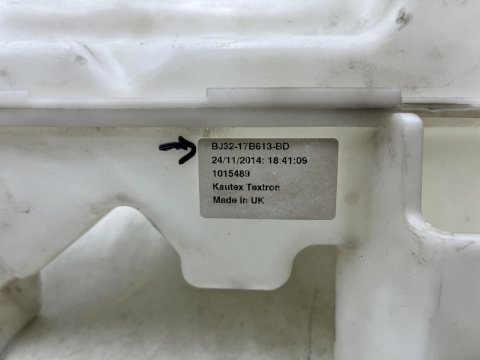 BJ32-17B613-BD
24/11/2014: 18:41:09
1015489
Kautex Textron
Made in UK